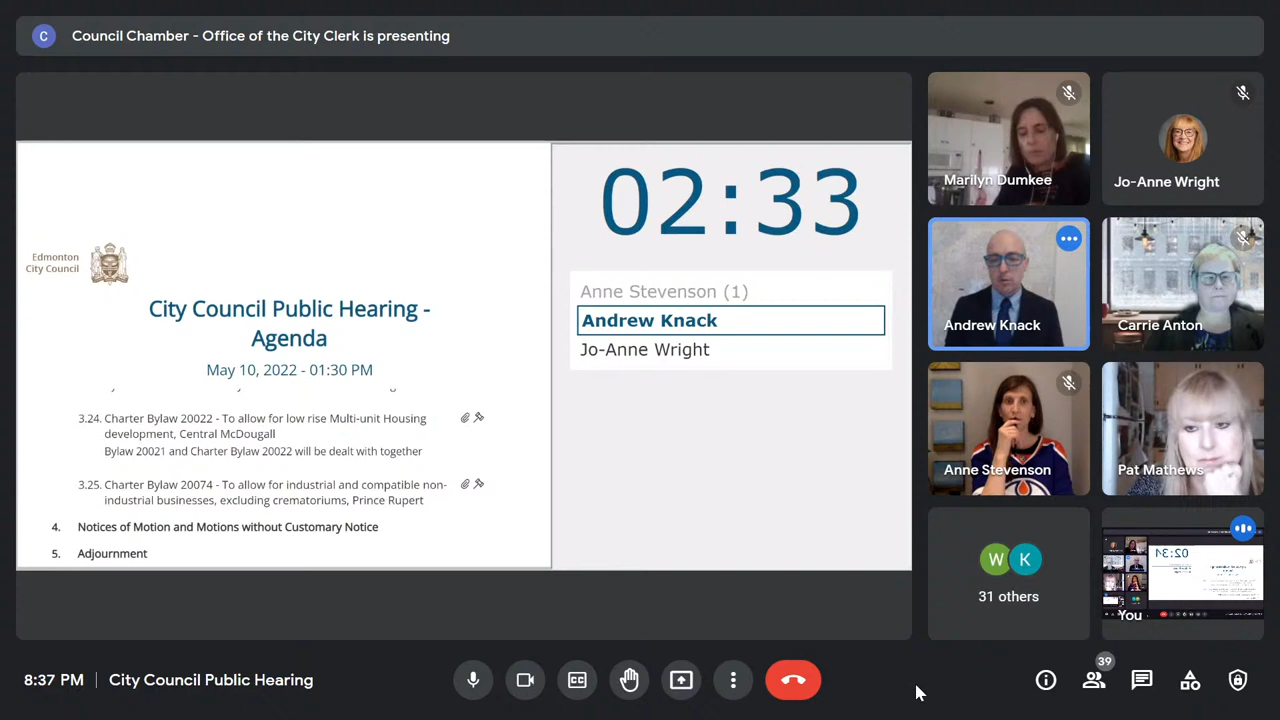 C
Council Chamber - Office of the City Clerk is presenting
Edmonton
City Council
City Council Public Hearing -
Agenda
May 10, 2022 - 01:30 PM
3.24. Charter Bylaw 20022 - To allow for low rise Multi-unit Housing
development, Central McDougall
Bylaw 20021 and Charter Bylaw 20022 will be dealt with together
3.25. Charter Bylaw 20074 - To allow for industrial and compatible non-
industrial businesses, excluding crematoriums, Prince Rupert
4. Notices of Motion and Motions without Customary Notice
5. Adjournment
02:33
Anne Stevenson (1)
Andrew Knack
Jo-Anne Wright
Marilyn Dumkee
Jo-Anne Wright
Andrew Knack
Carrie Anton
Anne Stevenson
Pat Mathews
W K
31 others
02:31
You
8:37 PM | City Council Public Hearing
CC
39